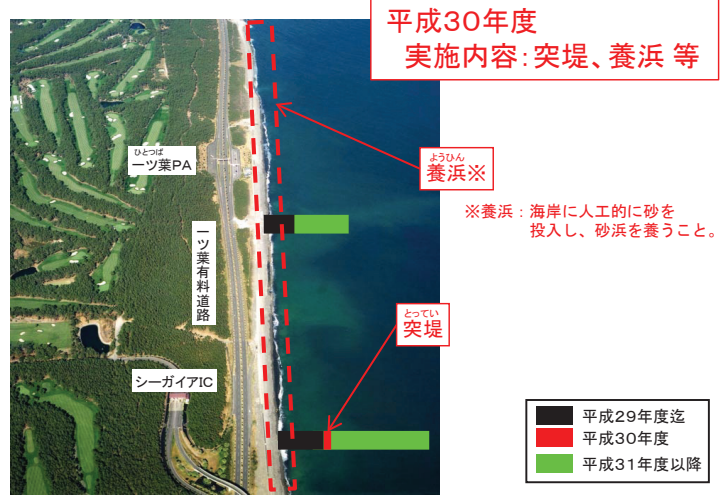 平成30年度
実施内容:突堤、養浜 等
ひとつば
一ツ葉PA
ようひん
養浜※
※養浜：海岸に人工的に砂を
投入し、砂浜を養うこと。
一ツ葉有料道路
とってい
突堤
シーガイアIC
平成29年度迄
平成30年度
平成31年度以降